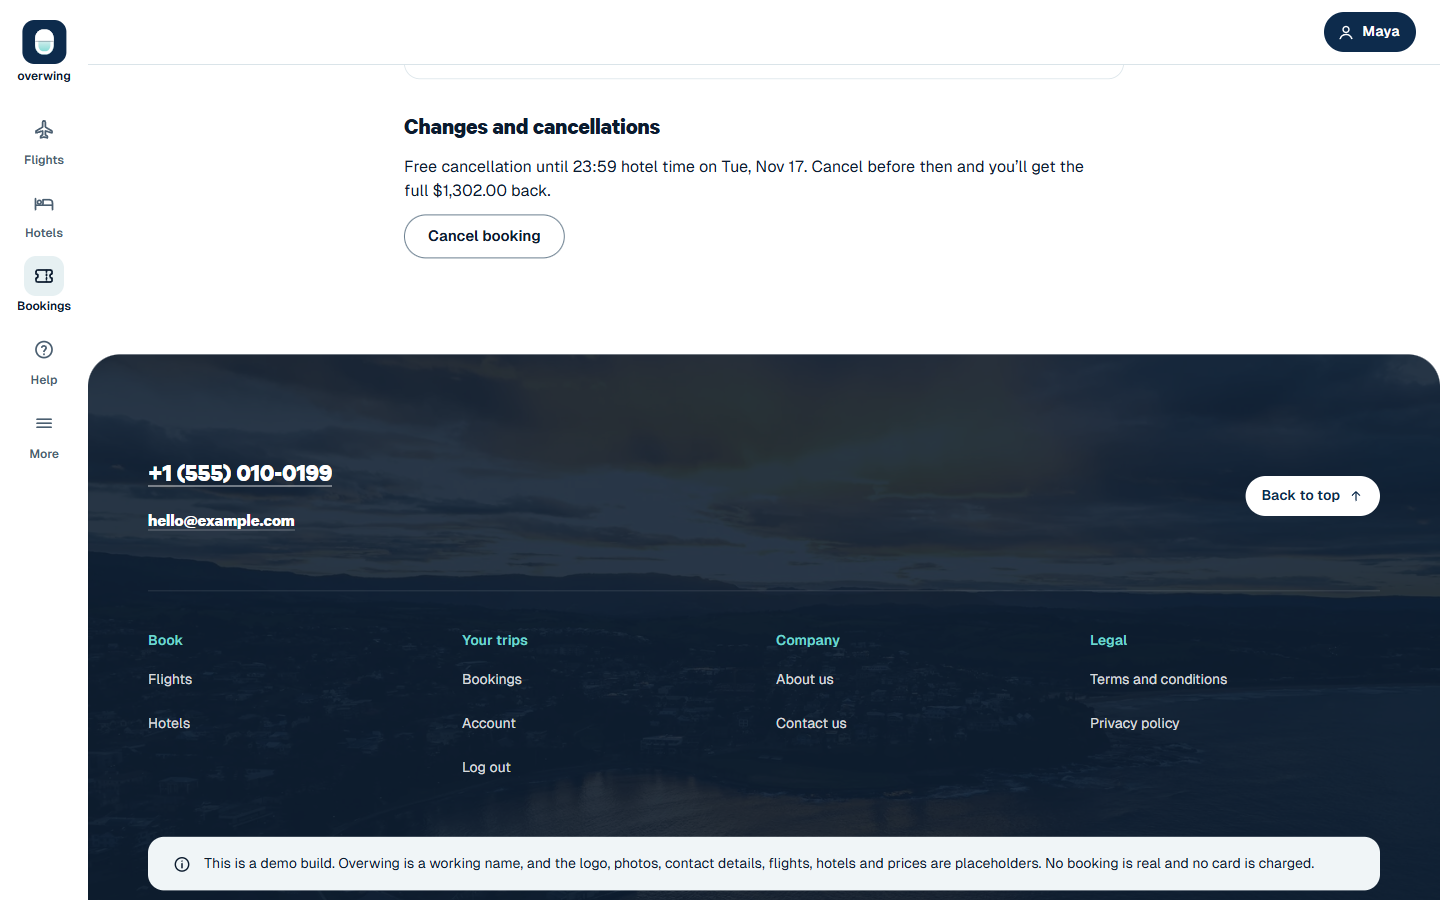 overwing
Flights
Hotels
Bookings
Help
More
Maya
Changes and cancellations
Free cancellation until 23:59 hotel time on Tue, Nov 17. Cancel before then and you’ll get the
full $1,302.00 back.
Cancel booking
+1 (555) 010-0199
hello@example.com
Back to top
Book
Flights
Hotels
Your trips
Bookings
Account
Log out
Company
About us
Contact us
Legal
Terms and conditions
Privacy policy
This is a demo build. Overwing is a working name, and the logo, photos, contact details, flights, hotels and prices are placeholders. No booking is real and no card is charged.